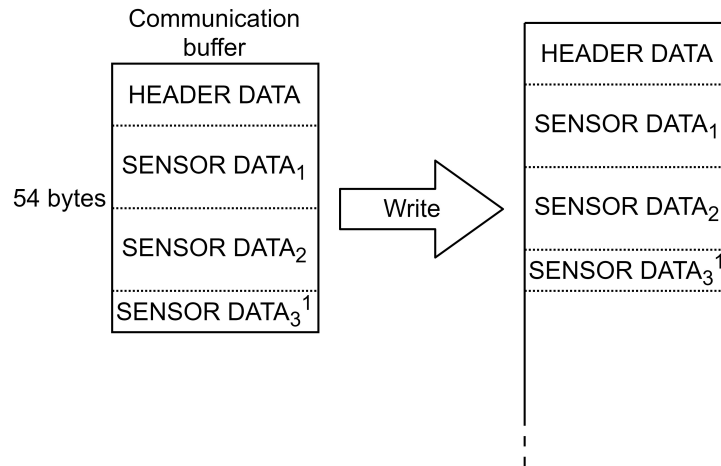 Communication
buffer
HEADER DATA
SENSOR DATA₁
54 bytes
SENSOR DATA₂
SENSOR DATA₃¹
Write
HEADER DATA
SENSOR DATA₁
SENSOR DATA₂
SENSOR DATA₃¹